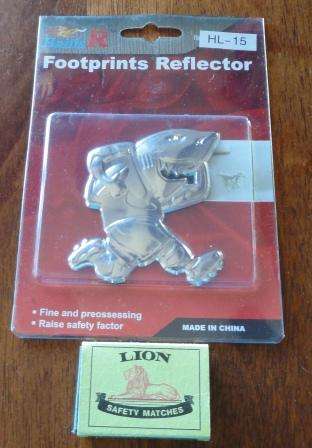 HL-15
Footprints Reflector
• Fine and preossessing
• Raise safety factor
MADE IN CHINA
LION
SAFETY MATCHES